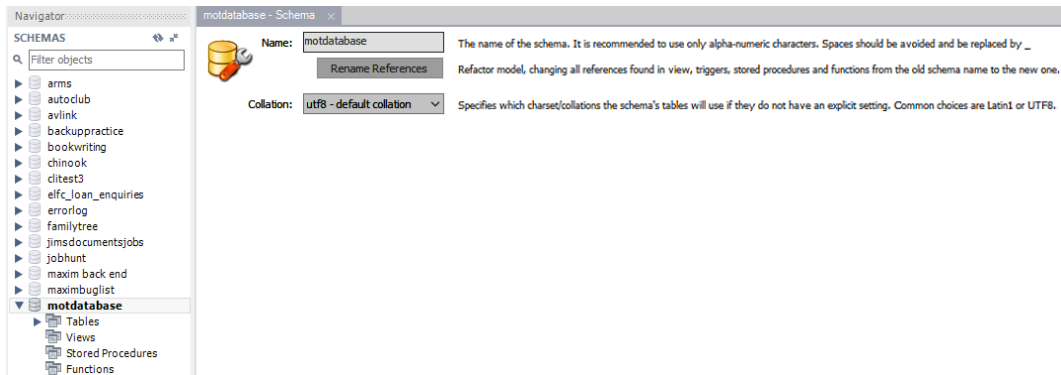 Navigator
SCHEMAS
Filter objects
arms
autoclub
avlink
backuppractice
bookwriting
chinook
clitest3
elfc_loan_enquiries
errorlog
familytree
jimsdocumentsjobs
jobhunt
maxim back end
maximbuglist
motdatabase
Tables
Views
Stored Procedures
Functions
motdatabase - Schema
Name: motdatabase The name of the schema. It is recommended to use only alpha-numeric characters. Spaces should be avoided and be replaced by _
Rename References Refactor model, changing all references found in view, triggers, stored procedures and functions from the old schema name to the new one.
Collation: utf8 - default collation Specifies which charset/collations the schema's tables will use if they do not have an explicit setting. Common choices are Latin1 or UTF8.